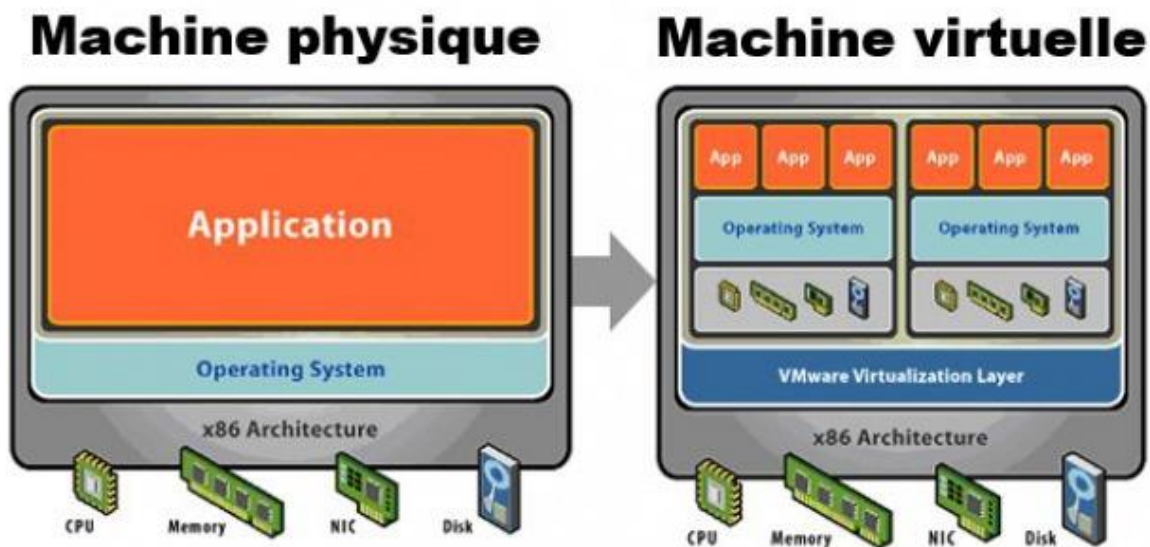 Machine physique
Application
Operating System
x86 Architecture
CPU
Memory
NIC
Disk
Machine virtuelle
App App App App App App
Operating System Operating System
VMware Virtualization Layer
x86 Architecture
CPU
Memory
NIC
Disk